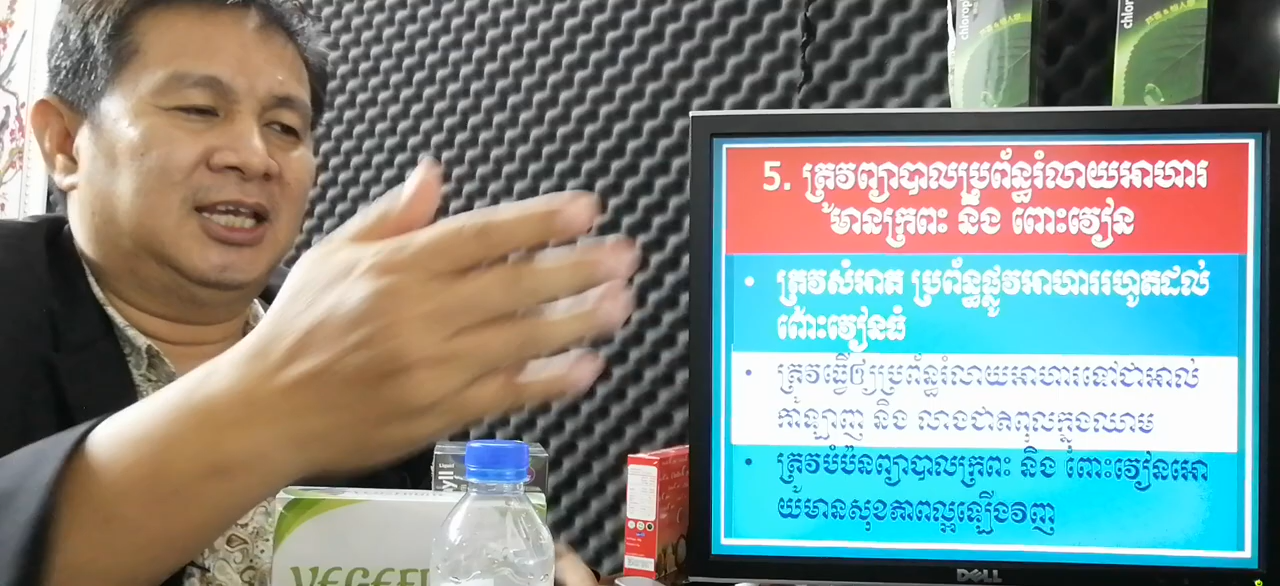 chlorop
chlorop
5. ត្រូវព្យាបាលប្រព័ន្ធរំលាយអាហារ
មានក្រពះ និង ពោះវៀន
• ត្រូវសំអាត ប្រព័ន្ធផ្លូវអាហាររហូតដល់
ពោះវៀនធំ
• ត្រូវធ្វើឲ្យប្រព័ន្ធរំលាយអាហារទៅជាអាល់
កាឡាញ និង លាងជាតិពុលក្នុងឈាម
• ត្រូវបំប៉នព្យាបាលក្រពះ និង ពោះវៀនអោ
យមានសុខភាពល្អឡើងវិញ
Liquid
yll
VEGEFI
DELL